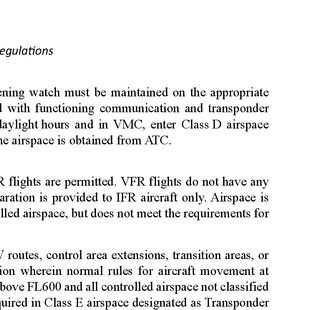 egulations
ening watch must be maintained on the appropriate
with functioning communication and transponder
daylight hours and in VMC, enter Class D airspace
he airspace is obtained from ATC.
R flights are permitted. VFR flights do not have any
aration is provided to IFR aircraft only. Airspace is
lled airspace, but does not meet the requirements for
V routes, control area extensions, transition areas, or
ion wherein normal rules for aircraft movement at
bove FL600 and all controlled airspace not classified
quired in Class E airspace designated as Transponder